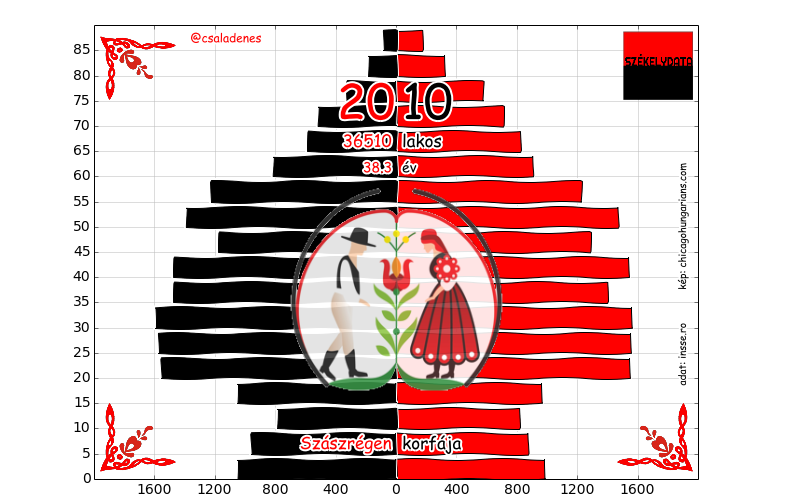 @csaladenes
SZÉKELYDATA
2010
36510 lakos
38.3 év
kép: chicagohungarians.com
adat: insse.ro
Szászrégen korfája
85
80
75
70
65
60
55
50
45
40
35
30
25
20
15
10
5
0
1600 1200 800 400 0 400 800 1200 1600